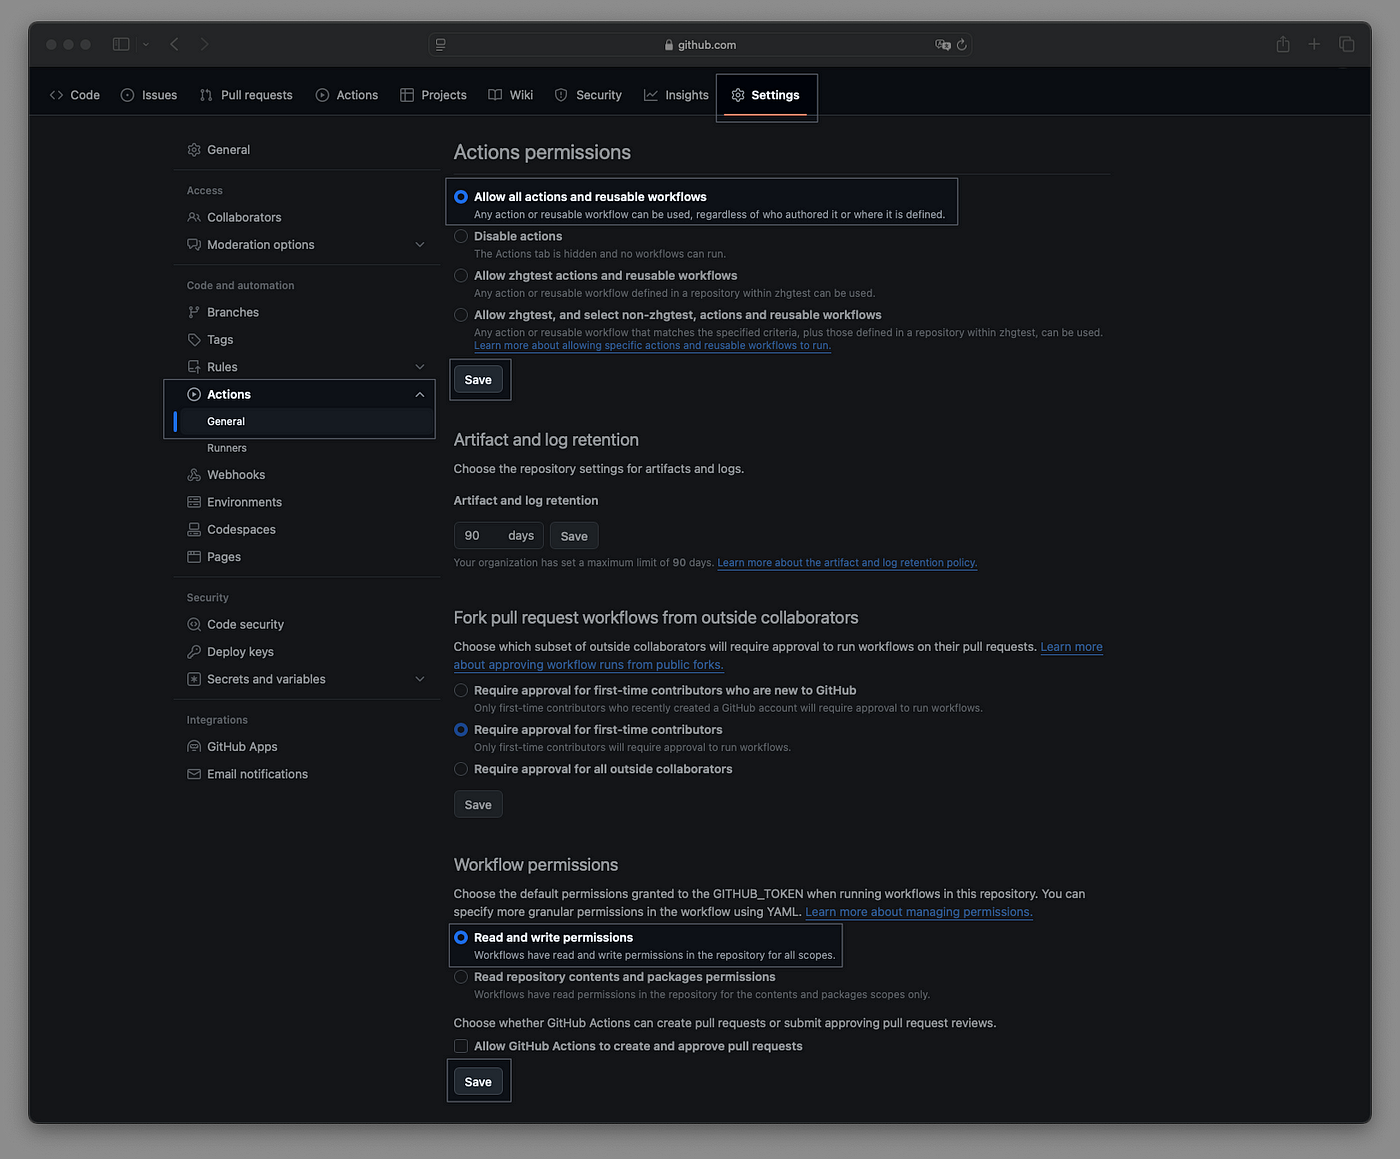 github.com
Code Issues Pull requests Actions Projects Wiki Security Insights Settings
General
Access
Collaborators
Moderation options
Code and automation
Branches
Tags
Rules
Actions
General
Runners
Webhooks
Environments
Codespaces
Pages
Security
Code security
Deploy keys
Secrets and variables
Integrations
GitHub Apps
Email notifications
Actions permissions
Allow all actions and reusable workflows
Any action or reusable workflow can be used, regardless of who authored it or where it is defined.
Disable actions
The Actions tab is hidden and no workflows can run.
Allow zhgtest actions and reusable workflows
Any action or reusable workflow defined in a repository within zhgtest can be used.
Allow zhgtest, and select non-zhgtest, actions and reusable workflows
Any action or reusable workflow that matches the specified criteria, plus those defined in a repository within zhgtest, can be used.
Learn more about allowing specific actions and reusable workflows to run.
Save
Artifact and log retention
Choose the repository settings for artifacts and logs.
Artifact and log retention
90 days Save
Your organization has set a maximum limit of 90 days. Learn more about the artifact and log retention policy.
Fork pull request workflows from outside collaborators
Choose which subset of outside collaborators will require approval to run workflows on their pull requests. Learn more
about approving workflow runs from public forks.
Require approval for first-time contributors who are new to GitHub
Only first-time contributors who recently created a GitHub account will require approval to run workflows.
Require approval for first-time contributors
Only first-time contributors will require approval to run workflows.
Require approval for all outside collaborators
Save
Workflow permissions
Choose the default permissions granted to the GITHUB_TOKEN when running workflows in this repository. You can
specify more granular permissions in the workflow using YAML. Learn more about managing permissions.
Read and write permissions
Workflows have read and write permissions in the repository for all scopes.
Read repository contents and packages permissions
Workflows have read permissions in the repository for the contents and packages scopes only.
Choose whether GitHub Actions can create pull requests or submit approving pull request reviews.
Allow GitHub Actions to create and approve pull requests
Save